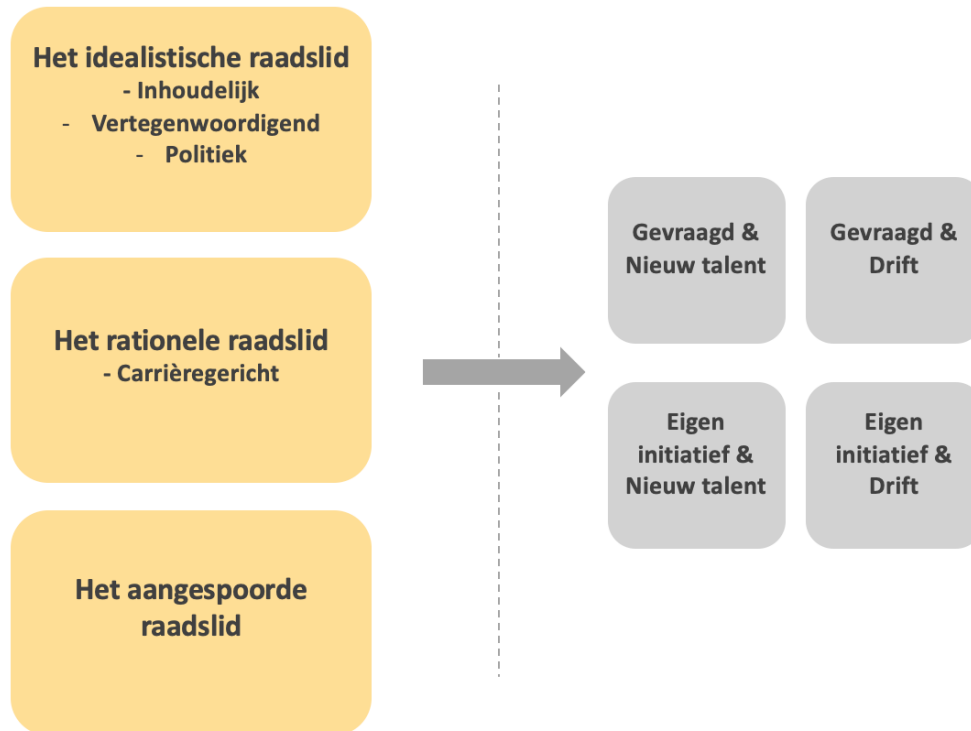 Het idealistische raadslid
- Inhoudelijk
- Vertegenwoordigend
- Politiek
Het rationele raadslid
- Carrièregericht
Het aangespoorde
raadslid
Gevraagd &
Nieuw talent
Gevraagd &
Drift
Eigen
initiatief &
Nieuw talent
Eigen
initiatief &
Drift